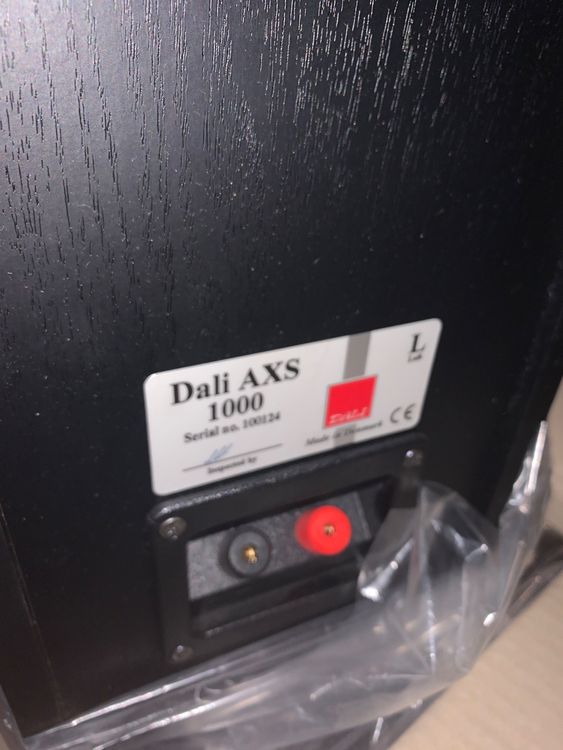 Dali AXS
1000
Serial no. 100124
Inspected by
DALI
Made in Denmark
CE
L
Left